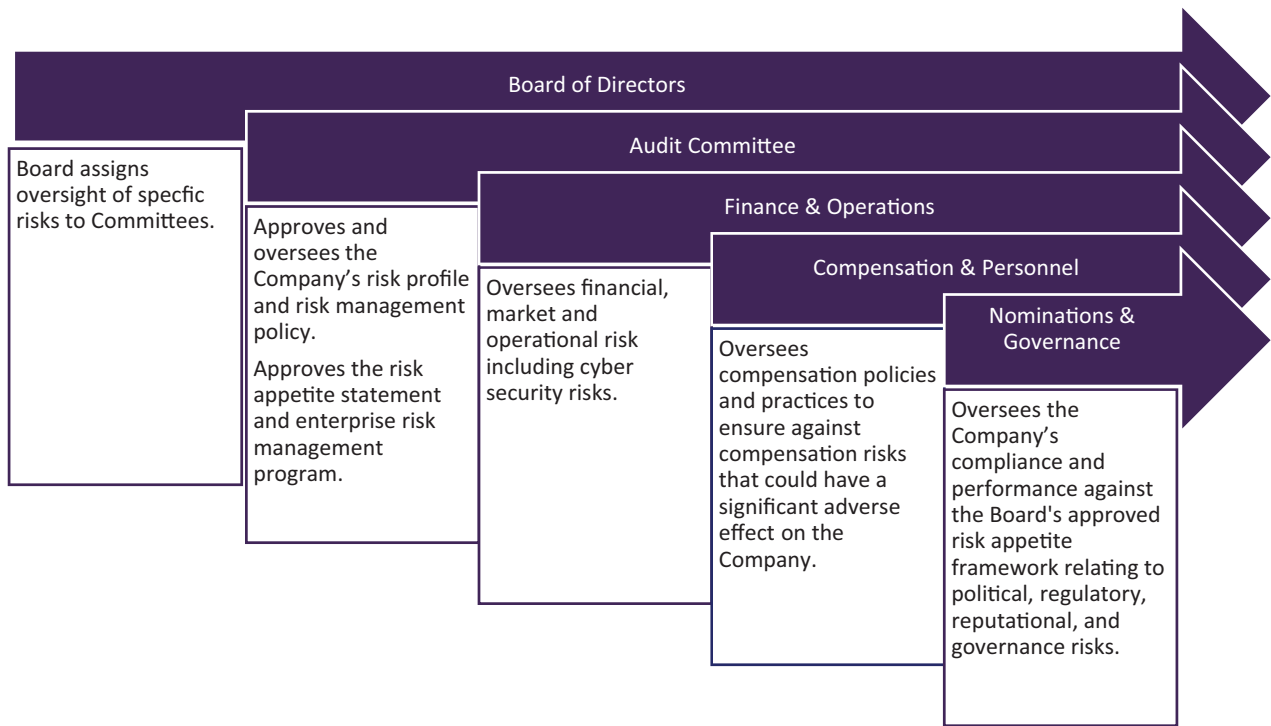 Board of Directors
Board assigns
oversight of specfic
risks to Committees.
Audit Committee
Approves and
oversees the
Company’s risk profile
and risk management
policy.
Approves the risk
appetite statement
and enterprise risk
management
program.
Finance & Operations
Oversees financial,
market and
operational risk
including cyber
security risks.
Compensation & Personnel
Oversees
compensation policies
and practices to
ensure against
compensation risks
that could have a
significant adverse
effect on the
Company.
Nominations &
Governance
Oversees the
Company’s
compliance and
performance against
the Board's approved
risk appetite
framework relating to
political, regulatory,
reputational, and
governance risks.